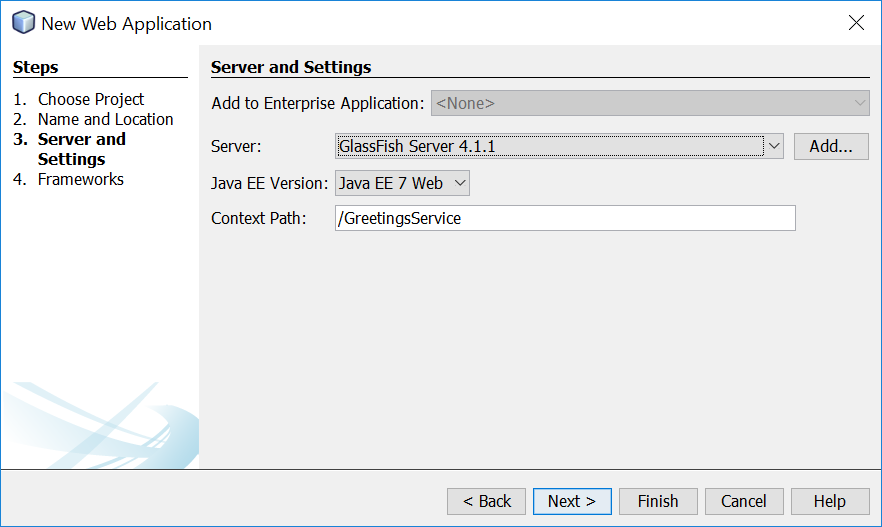 New Web Application
Steps
1. Choose Project
2. Name and Location
3. Server and
Settings
4. Frameworks
Server and Settings
Add to Enterprise Application: <None>
Server: GlassFish Server 4.1.1 Add...
Java EE Version: Java EE 7 Web
Context Path: /GreetingsService
< Back Next > Finish Cancel Help